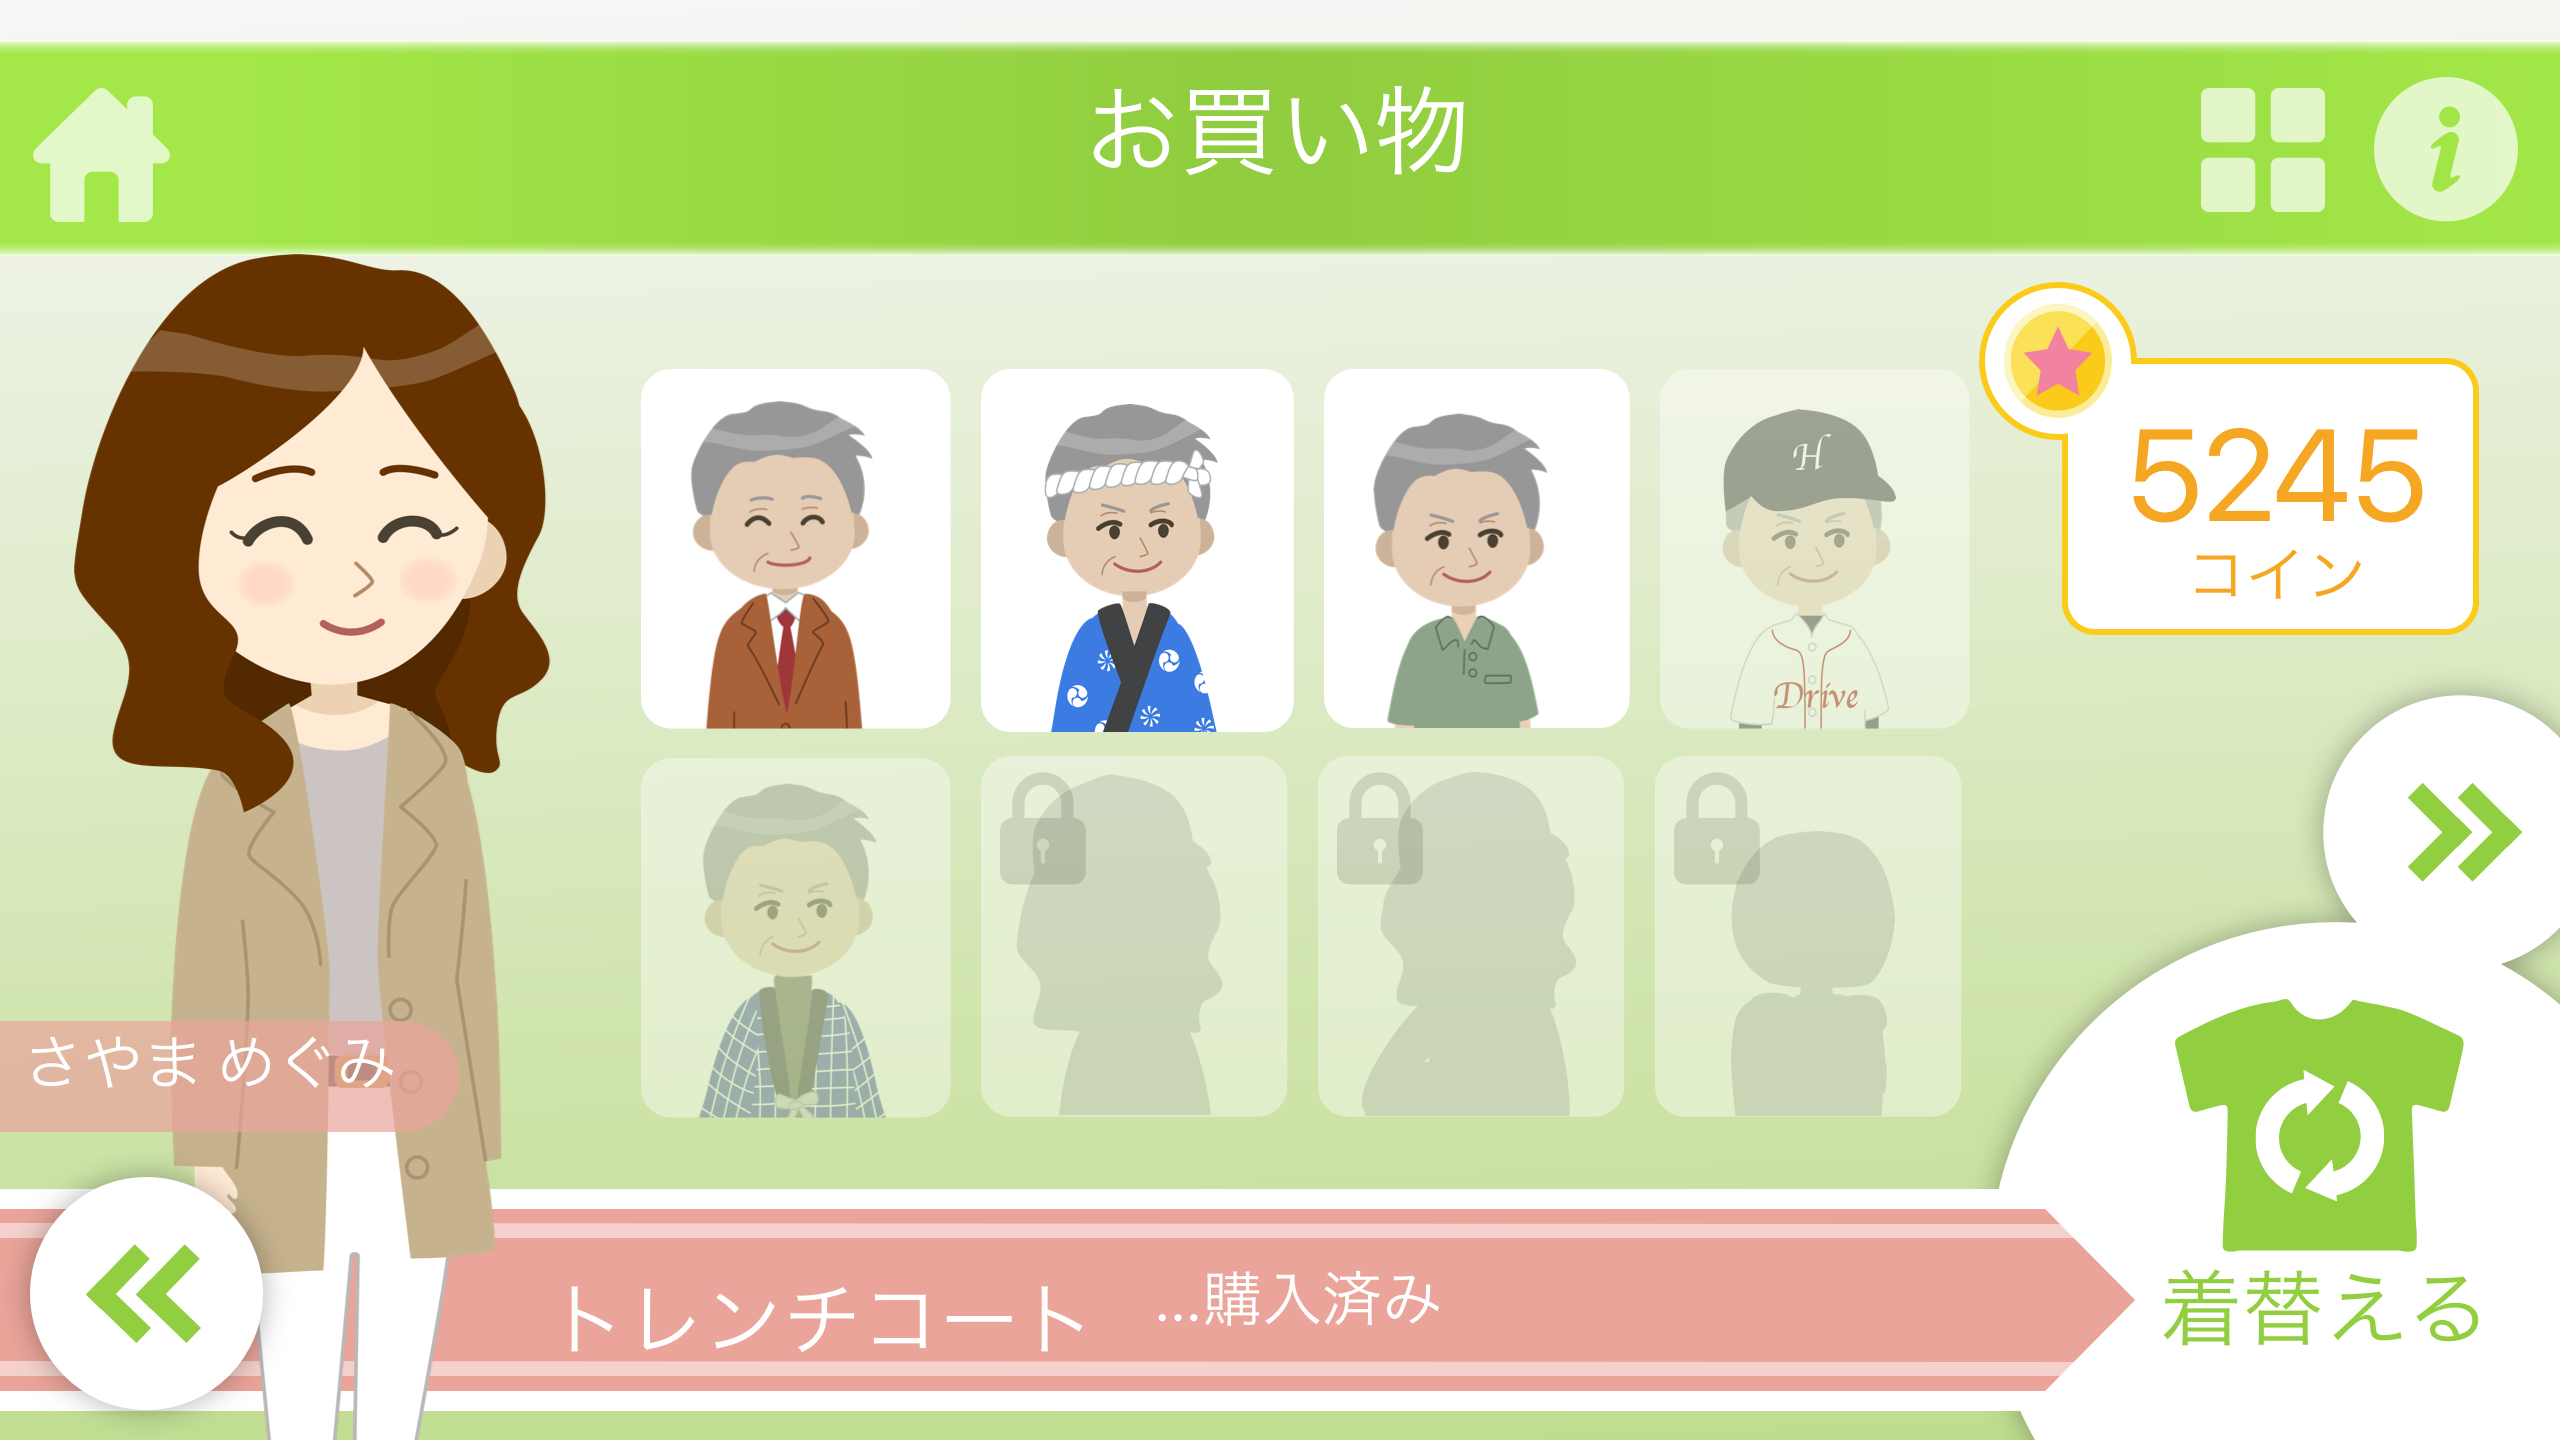 お買い物
H
Drive
5245
コイン
さやま めぐみ
トレンチコート ...購入済み
着替える